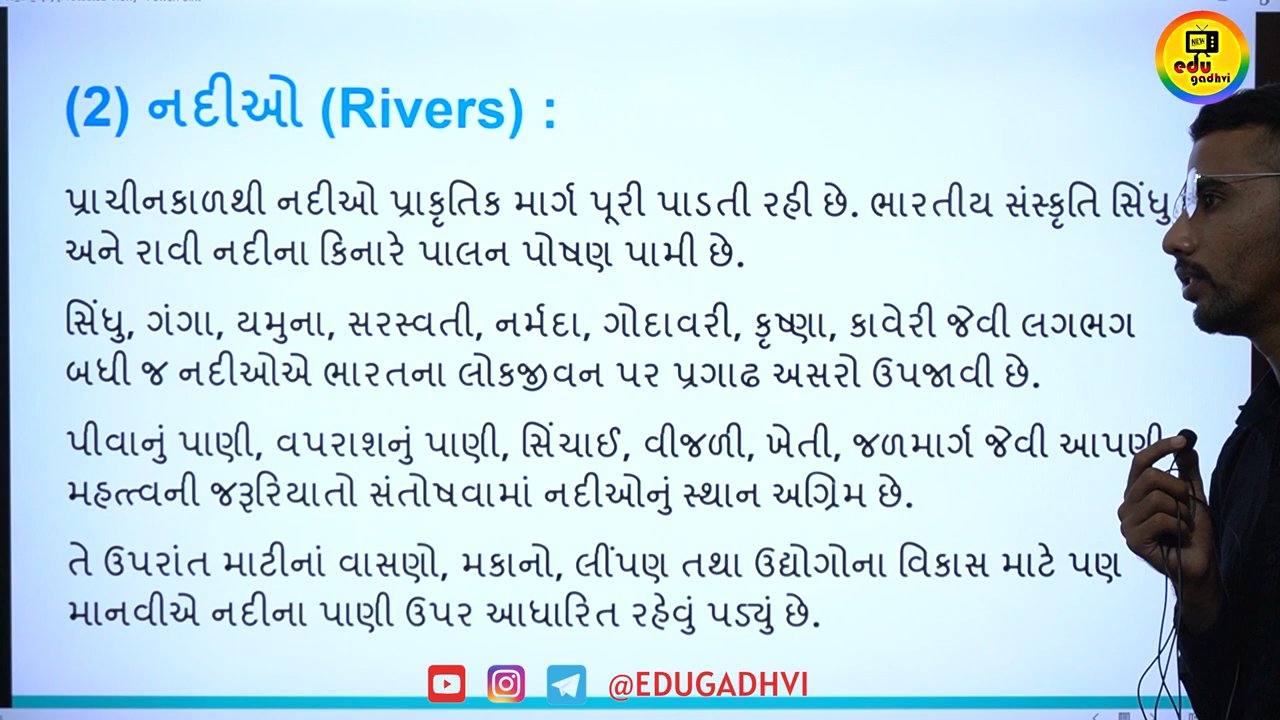 NEW
edu
gadhvi
(2) નદીઓ (Rivers) :
પ્રાચીનકાળથી નદીઓ પ્રાકૃતિક માર્ગ પૂરી પાડતી રહી છે. ભારતીય સંસ્કૃતિ સિંધુ
અને રાવી નદીના કિનારે પાલન પોષણ પામી છે.
સિંધુ, ગંગા, યમુના, સરસ્વતી, નર્મદા, ગોદાવરી, કૃષ્ણા, કાવેરી જેવી લગભગ
બધી જ નદીઓએ ભારતના લોકજીવન પર પ્રગાઢ અસરો ઉપજાવી છે.
પીવાનું પાણી, વપરાશનું પાણી, સિંચાઈ, વીજળી, ખેતી, જળમાર્ગ જેવી આપણી
મહત્ત્વની જરૂરિયાતો સંતોષવામાં નદીઓનું સ્થાન અગ્રિમ છે.
તે ઉપરાંત માટીનાં વાસણો, મકાનો, લીંપણ તથા ઉદ્યોગોના વિકાસ માટે પણ
માનવીએ નદીના પાણી ઉપર આધારિત રહેવું પડ્યું છે.
@EDUGADHVI